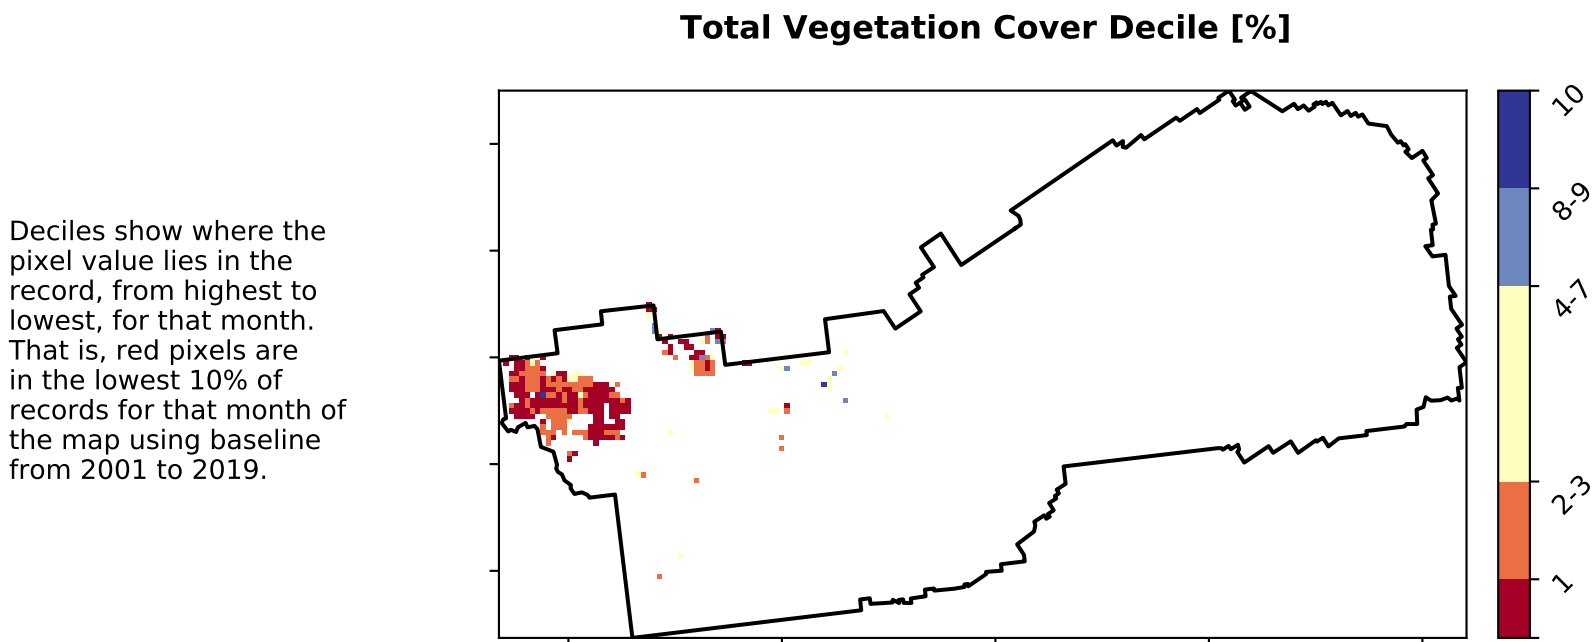 Total Vegetation Cover Decile [%]
Deciles show where the
pixel value lies in the
record, from highest to
lowest, for that month.
That is, red pixels are
in the lowest 10% of
records for that month of
the map using baseline
from 2001 to 2019.
10
8-9
4-7
2-3
1